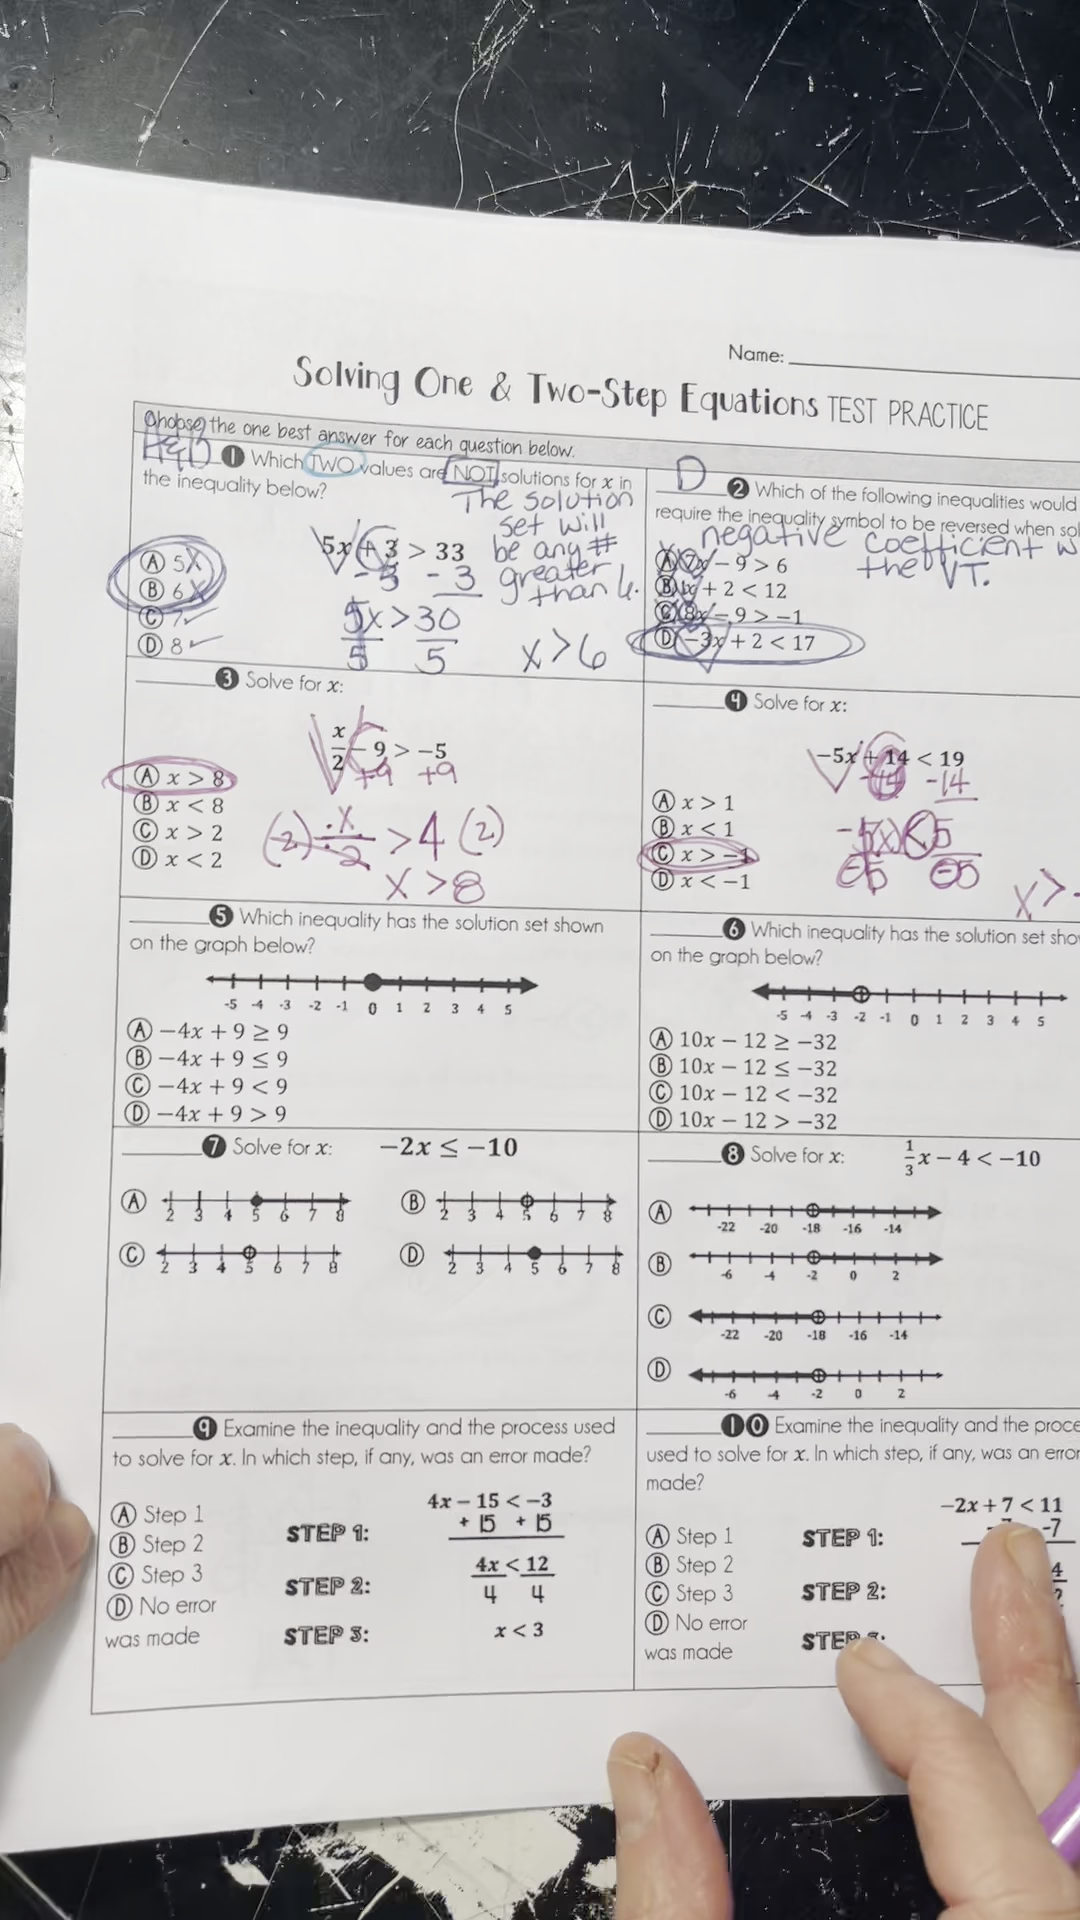 Name:
Solving One & Two-Step Equations TEST PRACTICE
Choose the one best answer for each question below.
1 Which TWO values are NOT solutions for x in
the inequality below?
The solution
set will
be any #
greater
than 6.
5x + 3 > 33
- 3 - 3
5x > 30
5 5
x > 6
A 5 X
B 6 X
C 7 ✓
D 8 ✓
D
2 Which of the following inequalities would
require the inequality symbol to be reversed when
negative coefficient
the VT.
A 7x - 9 > 6
+ 2 < 12
C 8x - 9 > -1
D -3x + 2 < 17
3 Solve for x:
x/2 - 9 > -5
+9 +9
(2) x/2 > 4 (2)
x > 8
A x > 8
B x < 8
C x > 2
D x < 2
4 Solve for x:
-5x + 14 < 19
-14 -14
-5x < 5
-5 -5
x >
A x > 1
B x < 1
C x > -1
D x < -1
5 Which inequality has the solution set shown
on the graph below?
-5 -4 -3 -2 -1 0 1 2 3 4 5
A -4x + 9 ≥ 9
B -4x + 9 ≤ 9
C -4x + 9 < 9
D -4x + 9 > 9
6 Which inequality has the solution set
on the graph below?
-5 -4 -3 -2 -1 0 1 2 3 4 5
A 10x - 12 ≥ -32
B 10x - 12 ≤ -32
C 10x - 12 < -32
D 10x - 12 > -32
7 Solve for x: -2x ≤ -10
A 2 3 4 5 6 7 8
B 2 3 4 5 6 7 8
C 2 3 4 5 6 7 8
D 2 3 4 5 6 7 8
8 Solve for x: 1/3 x - 4 < -10
A -22 -20 -18 -16 -14
B -6 -4 -2 0 2
C -22 -20 -18 -16 -14
D -6 -4 -2 0 2
9 Examine the inequality and the process used
to solve for x. In which step, if any, was an error made?
A Step 1
B Step 2
C Step 3
D No error
was made
4x - 15 < -3
STEP 1: + 15 + 15
STEP 2: 4x < 12
4 4
STEP 3: x < 3
10 Examine the inequality and the
used to solve for x. In which step, if any, was an error
made?
A Step 1
B Step 2
C Step 3
D No error
was made
-2x + 7 < 11
STEP 1: -7
STEP 2: 4